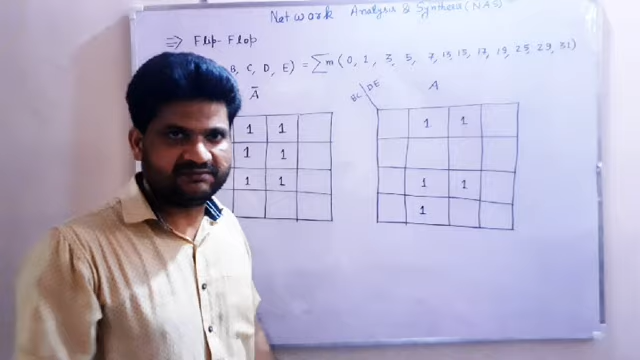 Network Analysis & Synthesis (NAS)
⇒ Flip-Flop
B, C, D, E) = ∑m (0, 1, 3, 5, 7, 13, 15, 17, 19, 25, 29, 31)
Ā A
BC DE
1 1 1 1
1 1
1 1 1 1
1